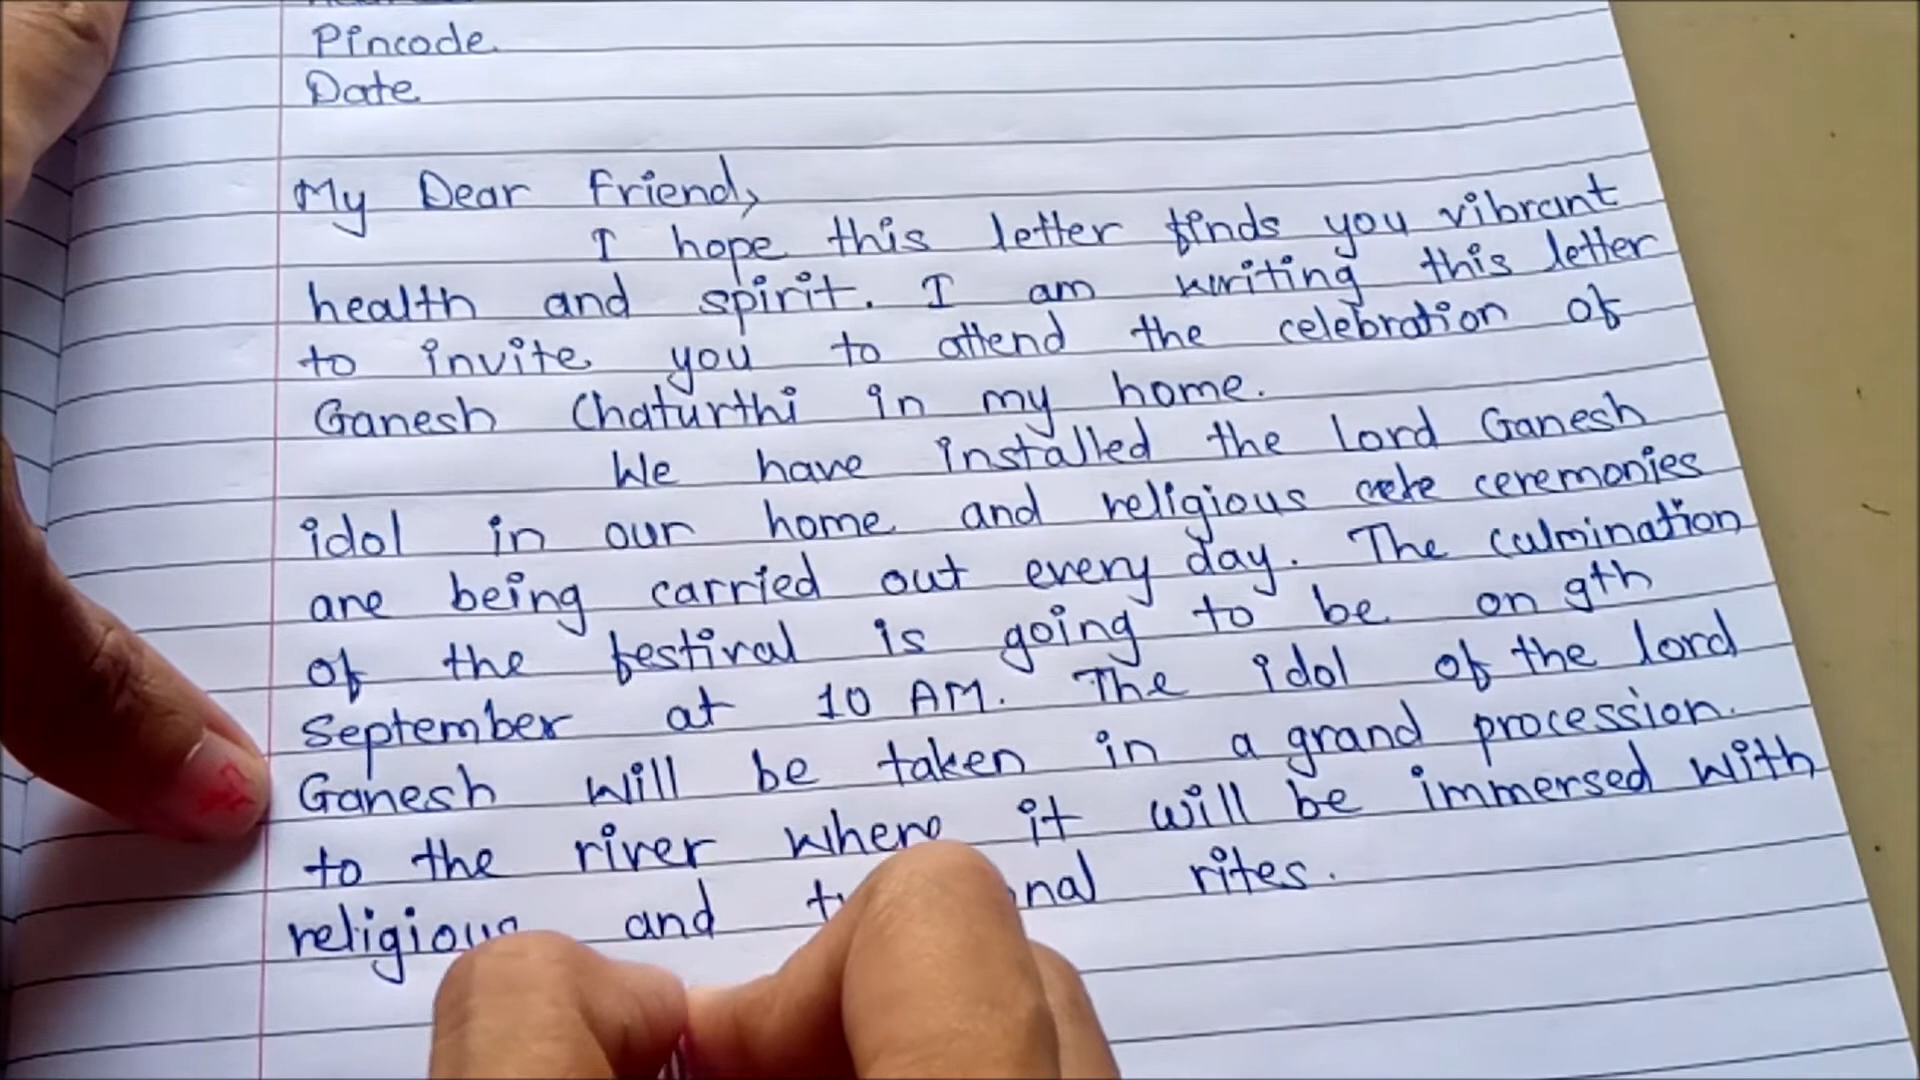 Pincode
Date
My Dear Friend,
I hope this letter finds you vibrant
health and spirit. I am writing this letter
to invite you to attend the celebration of
Ganesh Chaturthi in my home.
We have installed the lord Ganesh
idol in our home and religious cere ceremonies
are being carried out every day. The culmination
of the festival is going to be on 9th
September at 10 AM. The idol of the lord
Ganesh will be taken in a grand procession.
to the river where it will be immersed with
religious and rites.